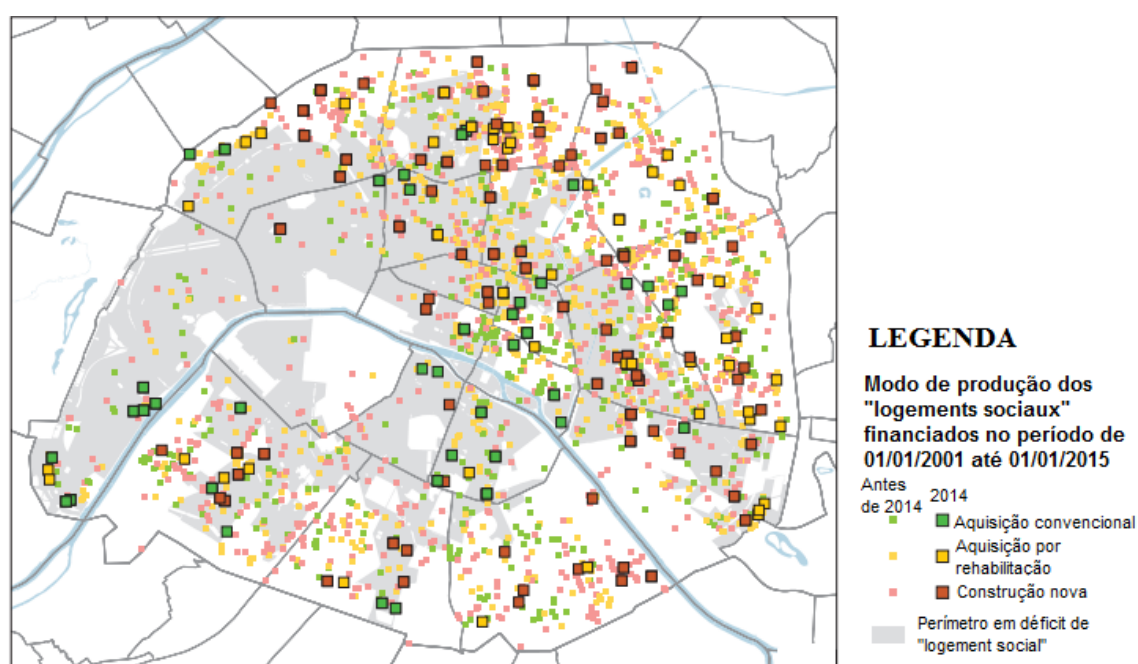 LEGENDA
Modo de produção dos
"logements sociaux"
financiados no período de
01/01/2001 até 01/01/2015
Antes
de 2014
2014
Aquisição convencional
Aquisição por
rehabilitação
Construção nova
Perímetro em déficit de
"logement social"